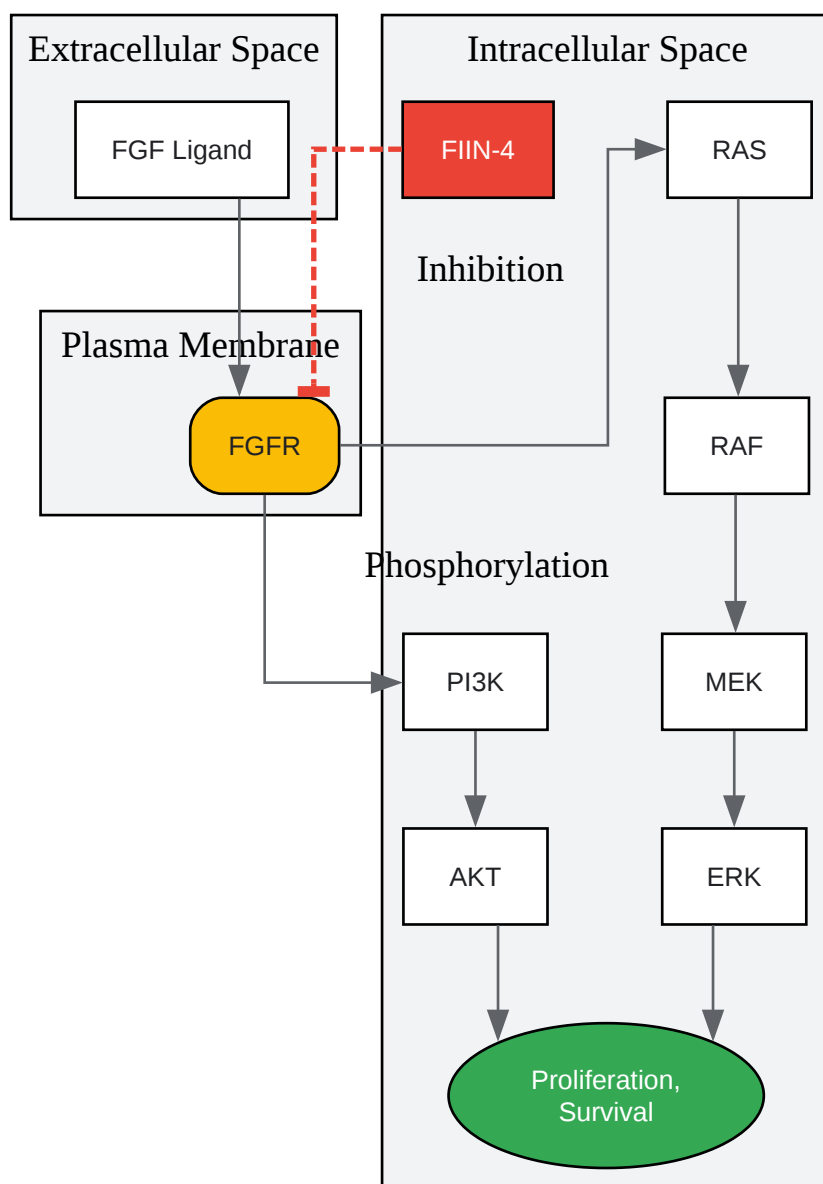 Extracellular Space
Intracellular Space
FGF Ligand
FIIN-4
RAS
Inhibition
Plasma Membrane
FGFR
RAF
Phosphorylation
PI3K
MEK
AKT
ERK
Proliferation,
Survival